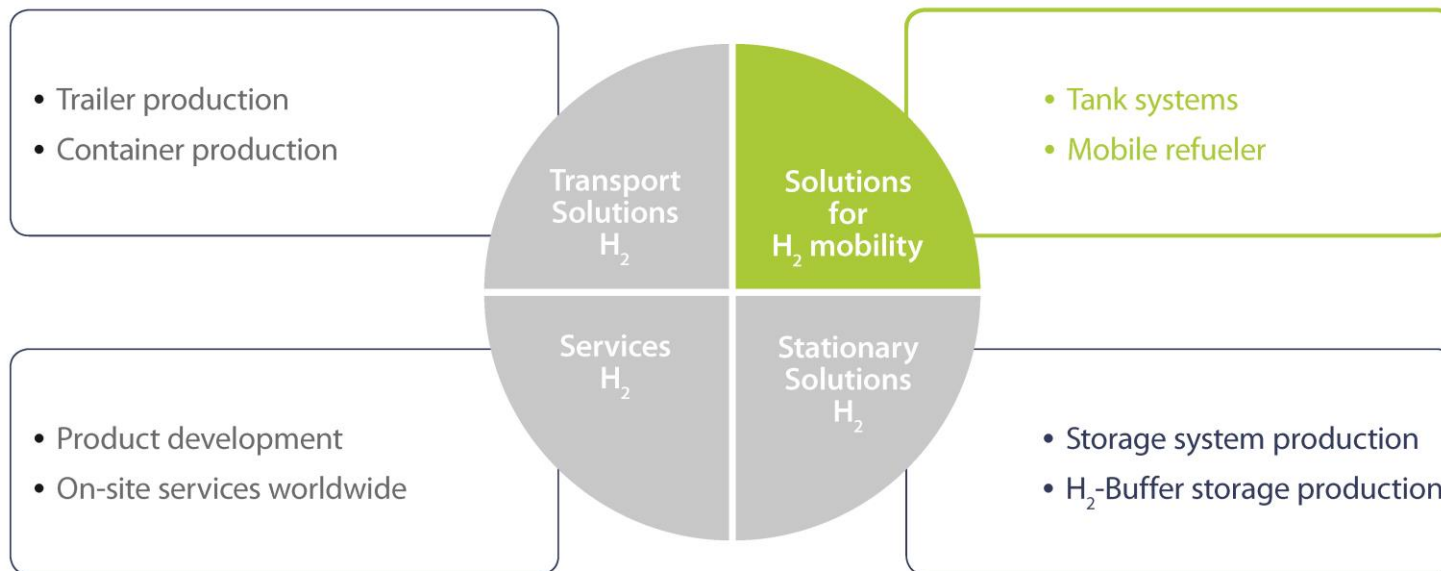 • Trailer production
• Container production
Transport
Solutions
H₂
Solutions
for
H₂ mobility
• Tank systems
• Mobile refueler
• Product development
• On-site services worldwide
Services
H₂
Stationary
Solutions
H₂
• Storage system production
• H₂-Buffer storage production